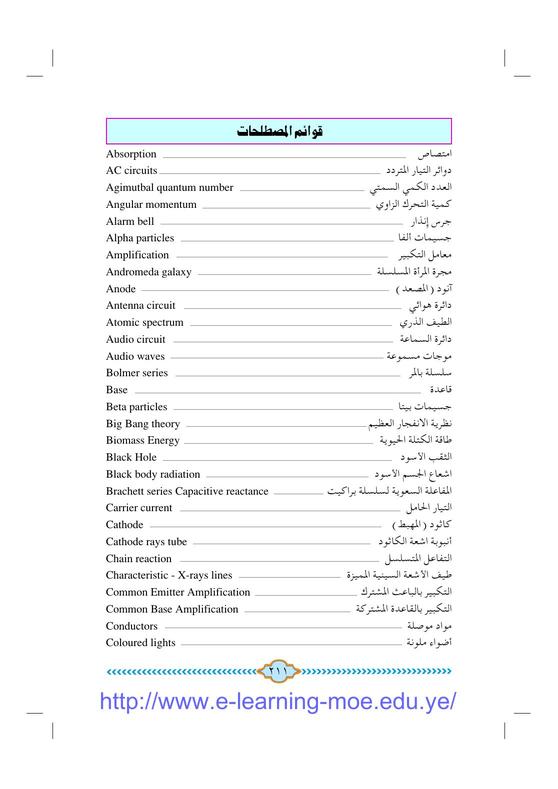 قوائم المصطلحات
Absorption امتصاص
AC circuits دوائر التيار المتردد
Agimutbal quantum number العدد الكمي السمتي
Angular momentum كمية التحرك الزاوي
Alarm bell جرس إنذار
Alpha particles جسيمات ألفا
Amplification معامل التكبير
Andromeda galaxy مجرة المرأة المسلسلة
Anode آنود ( المصعد )
Antenna circuit دائرة هوائي
Atomic spectrum الطيف الذري
Audio circuit دائرة السماعة
Audio waves موجات مسموعة
Bolmer series سلسلة بالمر
Base قاعدة
Beta particles جسيمات بيتا
Big Bang theory نظرية الانفجار العظيم
Biomass Energy طاقة الكتلة الحيوية
Black Hole الثقب الأسود
Black body radiation اشعاع الجسم الأسود
Brachett series Capacitive reactance المفاعلة السعوية لسلسلة براكيت
Carrier current التيار الحامل
Cathode كاثود ( المهبط )
Cathode rays tube أنبوبة اشعة الكاثود
Chain reaction التفاعل المتسلسل
Characteristic - X-rays lines طيف الأشعة السينية المميزة
Common Emitter Amplification التكبير بالباعث المشترك
Common Base Amplification التكبير بالقاعدة المشتركة
Conductors مواد موصلة
Coloured lights أضواء ملونة
٢١١
http://www.e-learning-moe.edu.ye/